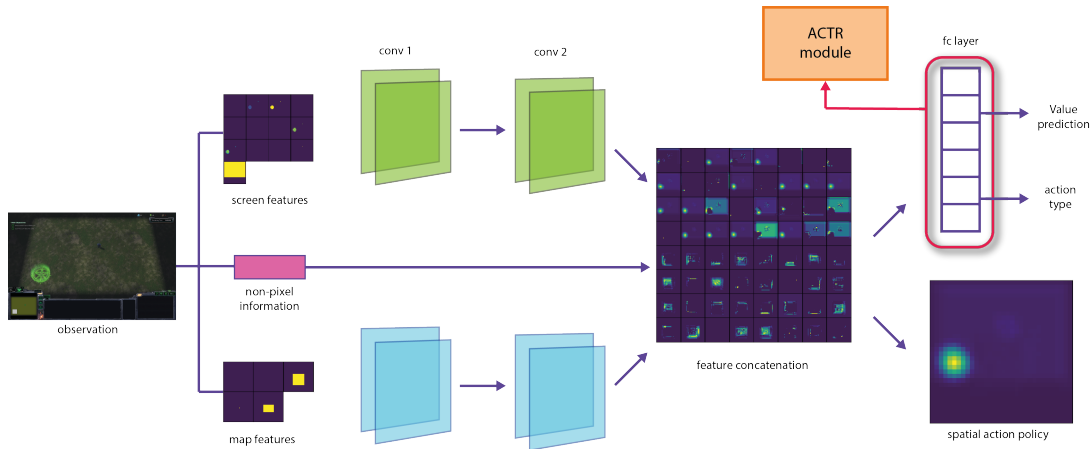 conv 1
conv 2
ACTR
module
fc layer
Value
prediction
action
type
screen features
observation
non-pixel
information
feature concatenation
map features
spatial action policy